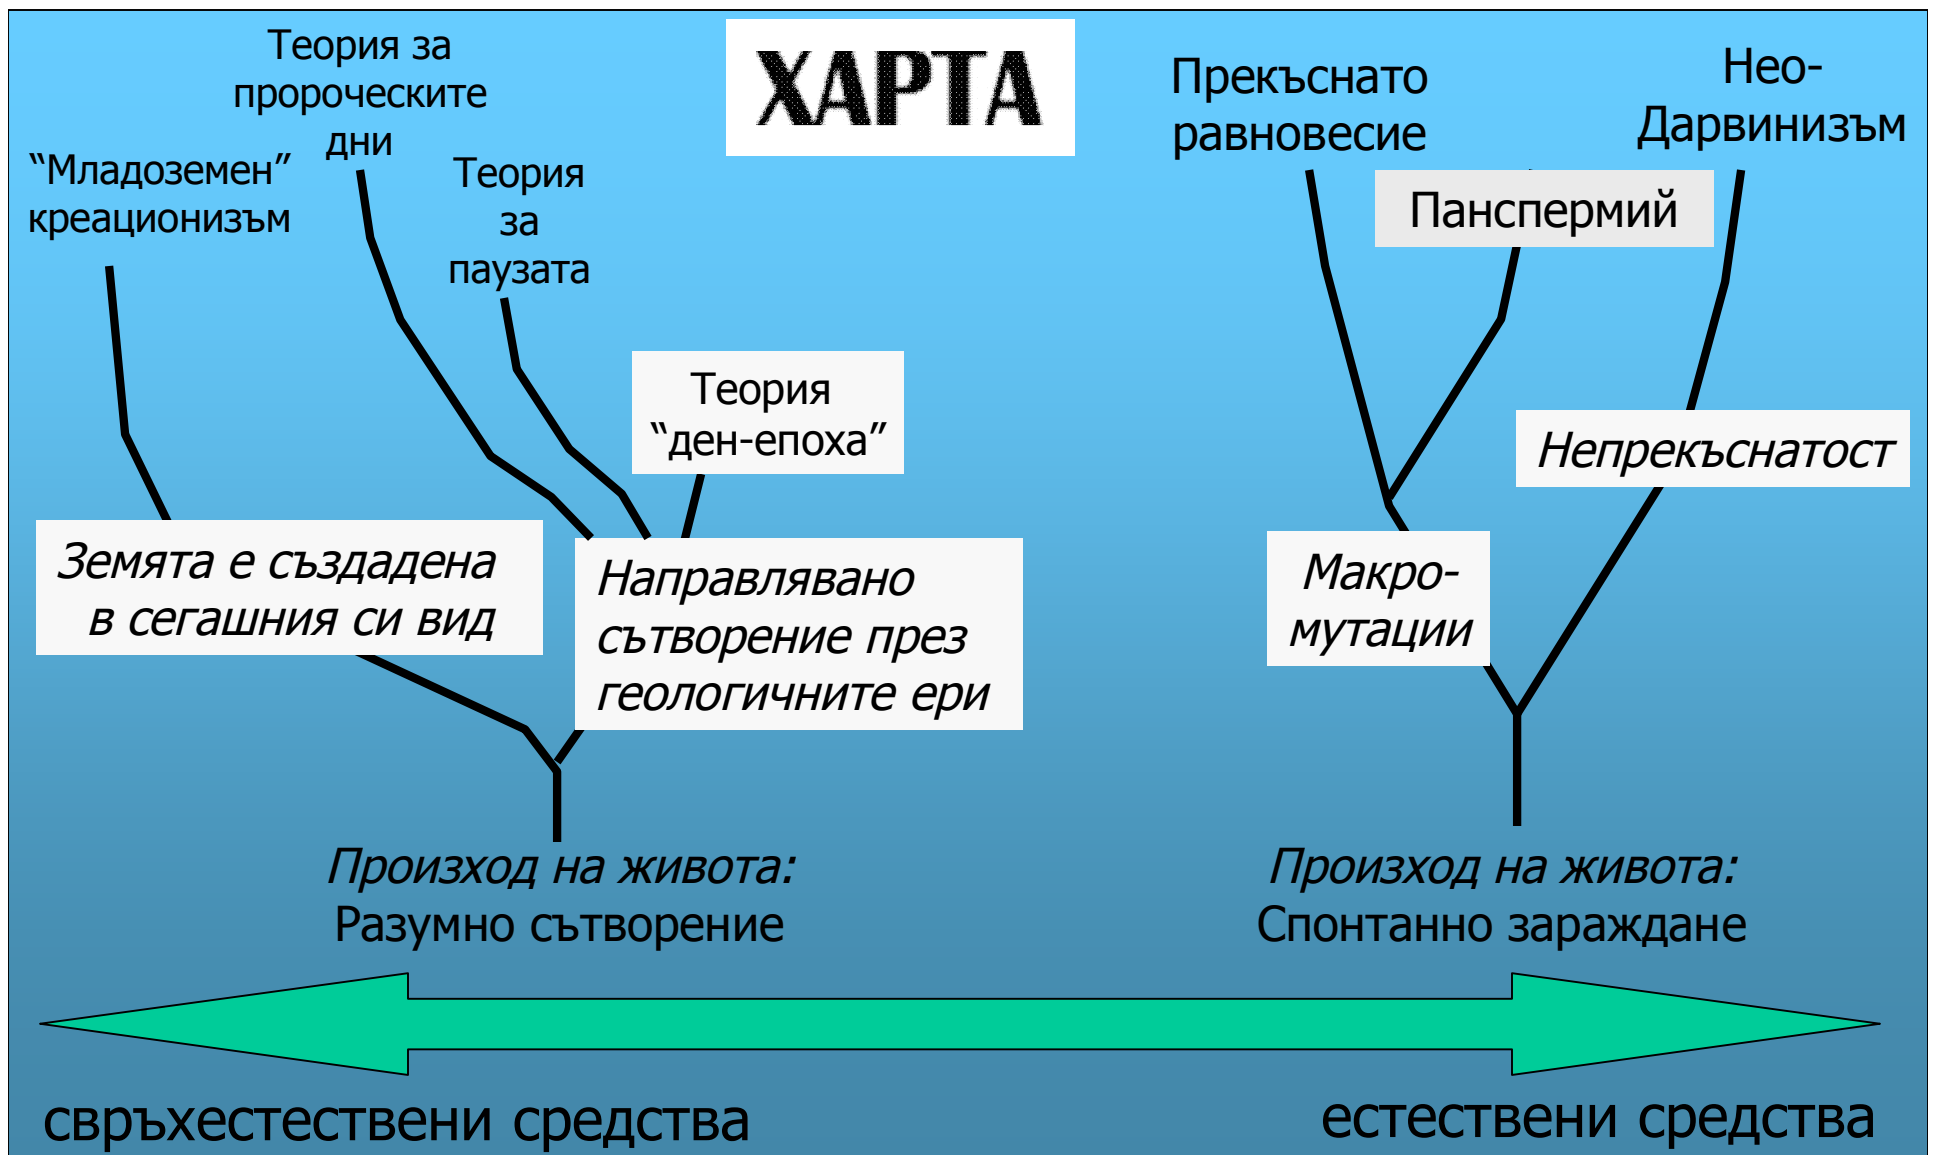 ХАРТА
Теория за
пророческите
дни
“Младоземен”
креационизъм
Теория
за
паузата
Теория
“ден-епоха”
Прекъснато
равновесие
Нео-
Дарвинизъм
Панспермий
Непрекъснатост
Земята е създадена
в сегашния си вид
Направлявано
сътворение през
геологичните ери
Макро-
мутации
Произход на живота:
Разумно сътворение
Произход на живота:
Спонтанно зараждане
свръхестествени средства
естествени средства